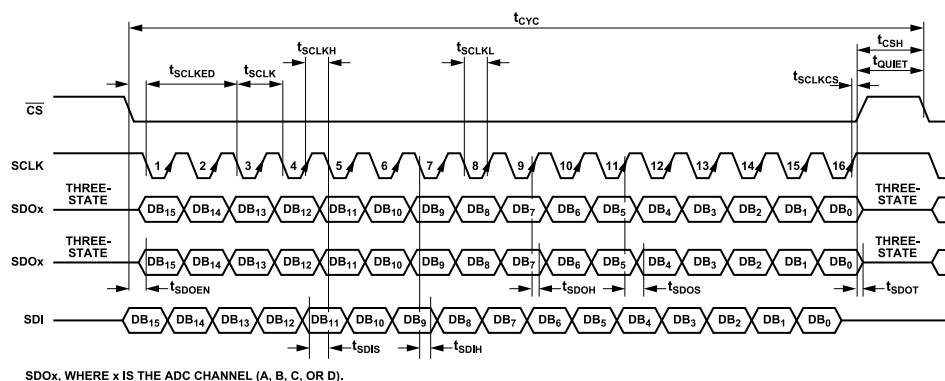 tCYC
tSCLKH tSCLKL tCSH
tSCLKED tSCLK tQUIET
tSCLKCS
CS
SCLK 1 2 3 4 5 6 7 8 9 10 11 12 13 14 15 16
THREE-STATE THREE-STATE
SDOx DB15 DB14 DB13 DB12 DB11 DB10 DB9 DB8 DB7 DB6 DB5 DB4 DB3 DB2 DB1 DB0
THREE-STATE THREE-STATE
SDOx DB15 DB14 DB13 DB12 DB11 DB10 DB9 DB8 DB7 DB6 DB5 DB4 DB3 DB2 DB1 DB0
tSDOEN tSDOH tSDOS tSDOT
SDI DB15 DB14 DB13 DB12 DB11 DB10 DB9 DB8 DB7 DB6 DB5 DB4 DB3 DB2 DB1 DB0
tSDIS tSDIH
SDOx, WHERE x IS THE ADC CHANNEL (A, B, C, OR D).